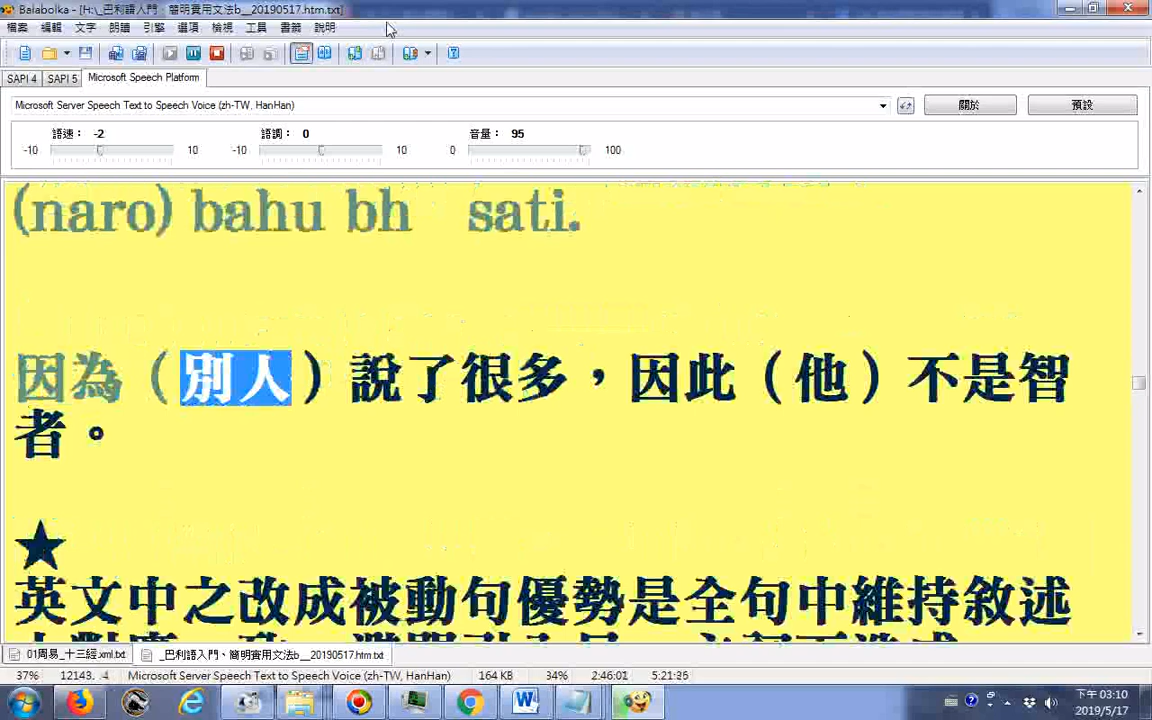 Balabolka - [H:\_巴利語入門、簡明實用文法b__20190517.htm.txt]
檔案 編輯 文字 朗讀 引擎 選項 檢視 工具 書籤 說明
SAPI 4 SAPI 5 Microsoft Speech Platform
Microsoft Server Speech Text to Speech Voice (zh-TW, HanHan) 關於 預設
語速： -2 語調： 0 音量： 95
-10 10 -10 10 0 100
(naro) bahu bh sati.
因為（別人）說了很多，因此（他）不是智
者。
★
英文中之改成被動句優勢是全句中維持敘述
01周易_十三經.xml.txt _巴利語入門、簡明實用文法b__20190517.htm.txt
37% Microsoft Server Speech Text to Speech Voice (zh-TW, HanHan) 164 KB 34% 2:46:01
下午 03:10
2019/5/17